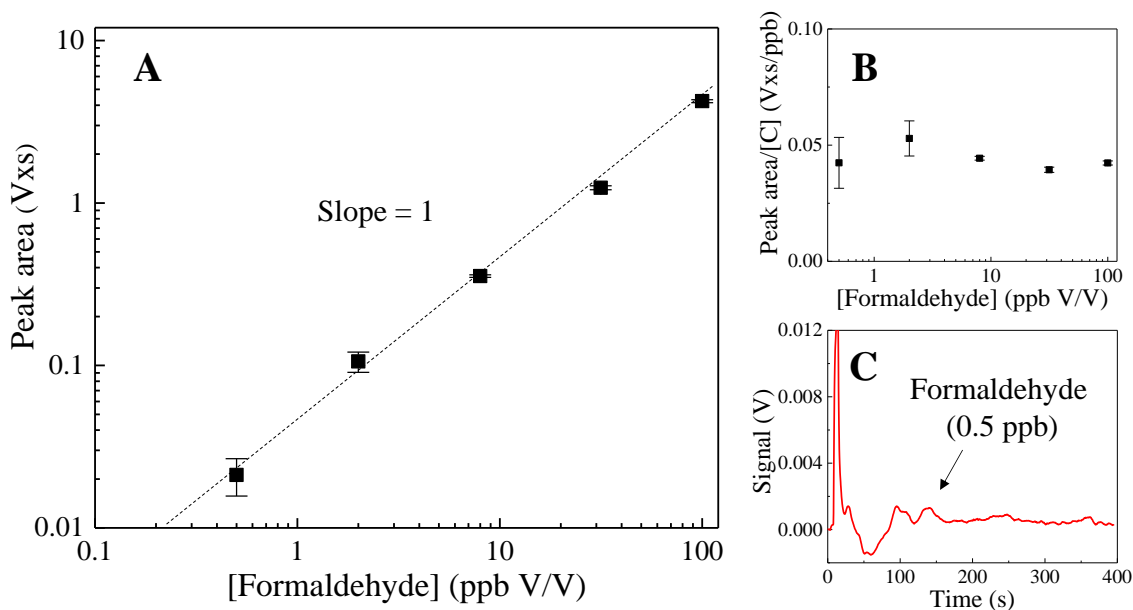 A
Peak area (Vxs)
10
1
0.1
0.01
Slope = 1
0.1
1
10
100
[Formaldehyde] (ppb V/V)
B
Peak area/[C] (Vxs/ppb)
0.10
0.05
0.00
1
10
100
[Formaldehyde] (ppb V/V)
C
Signal (V)
0.012
0.008
0.004
0.000
Formaldehyde
(0.5 ppb)
0
100
200
300
400
Time (s)